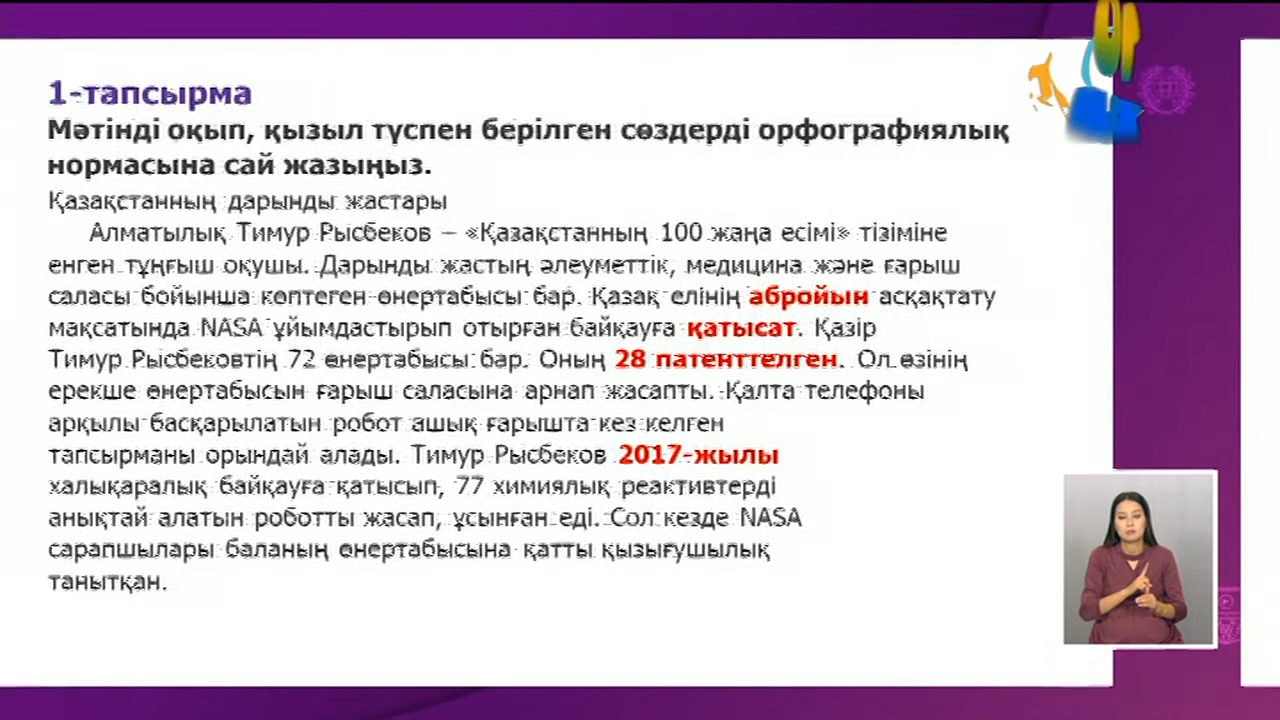 1-тапсырма
Мәтінді оқып, қызыл түспен берілген сөздерді орфографиялық
нормасына сай жазыңыз.
Қазақстанның дарынды жастары
Алматылық Тимур Рысбеков – «Қазақстанның 100 жаңа есімі» тізіміне
енген тұңғыш оқушы. Дарынды жастың әлеуметтік, медицина және ғарыш
саласы бойынша көптеген өнертабысы бар. Қазақ елінің абройын асқақтату
мақсатында NASA ұйымдастырып отырған байқауға қатысат. Қазір
Тимур Рысбековтің 72 өнертабысы бар. Оның 28 патенттелген. Ол өзінің
ерекше өнертабысын ғарыш саласына арнап жасапты. Қалта телефоны
арқылы басқарылатын робот ашық ғарышта кез келген
тапсырманы орындай алады. Тимур Рысбеков 2017-жылы
халықаралық байқауға қатысып, 77 химиялық реактивтерді
анықтай алатын роботты жасап, ұсынған еді. Сол кезде NASA
сарапшылары баланың өнертабысына қатты қызығушылық
танытқан.